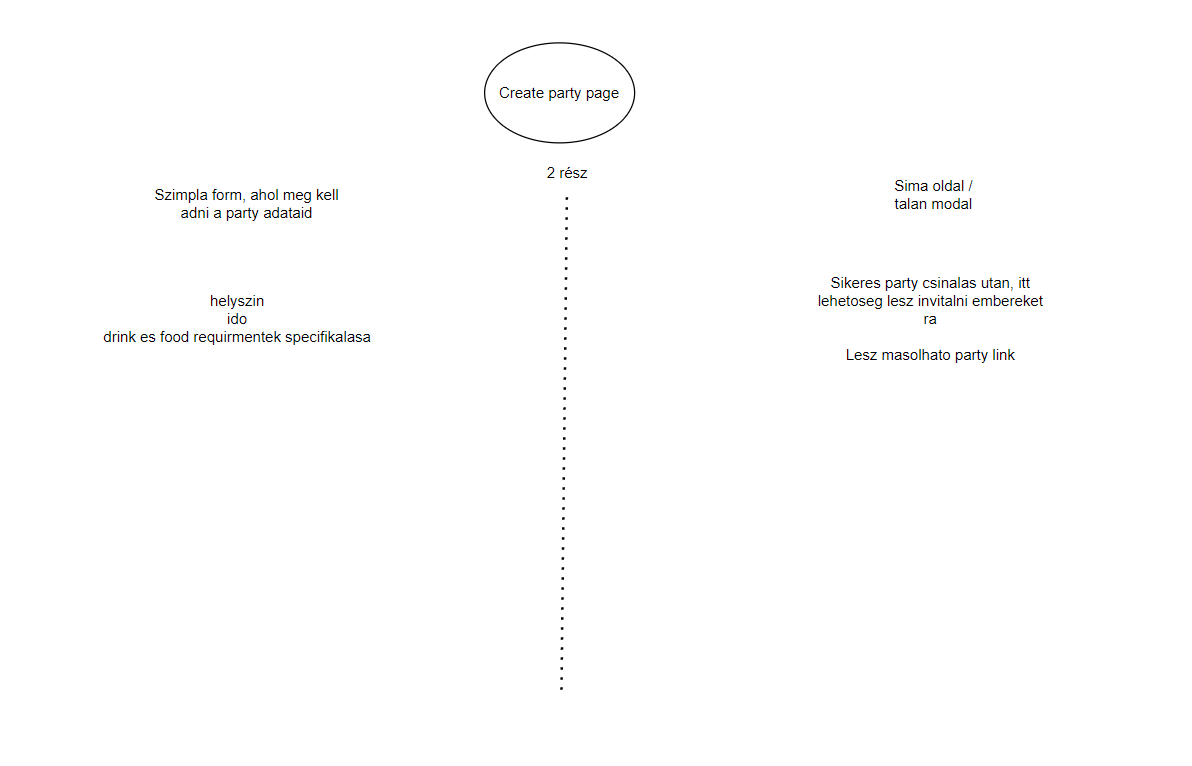 Create party page
2 rész
Szimpla form, ahol meg kell
adni a party adataid
helyszin
ido
drink es food requirmentek specifikalasa
Sima oldal /
talan modal
Sikeres party csinalas utan, itt
lehetoseg lesz invitalni embereket
ra
Lesz masolhato party link